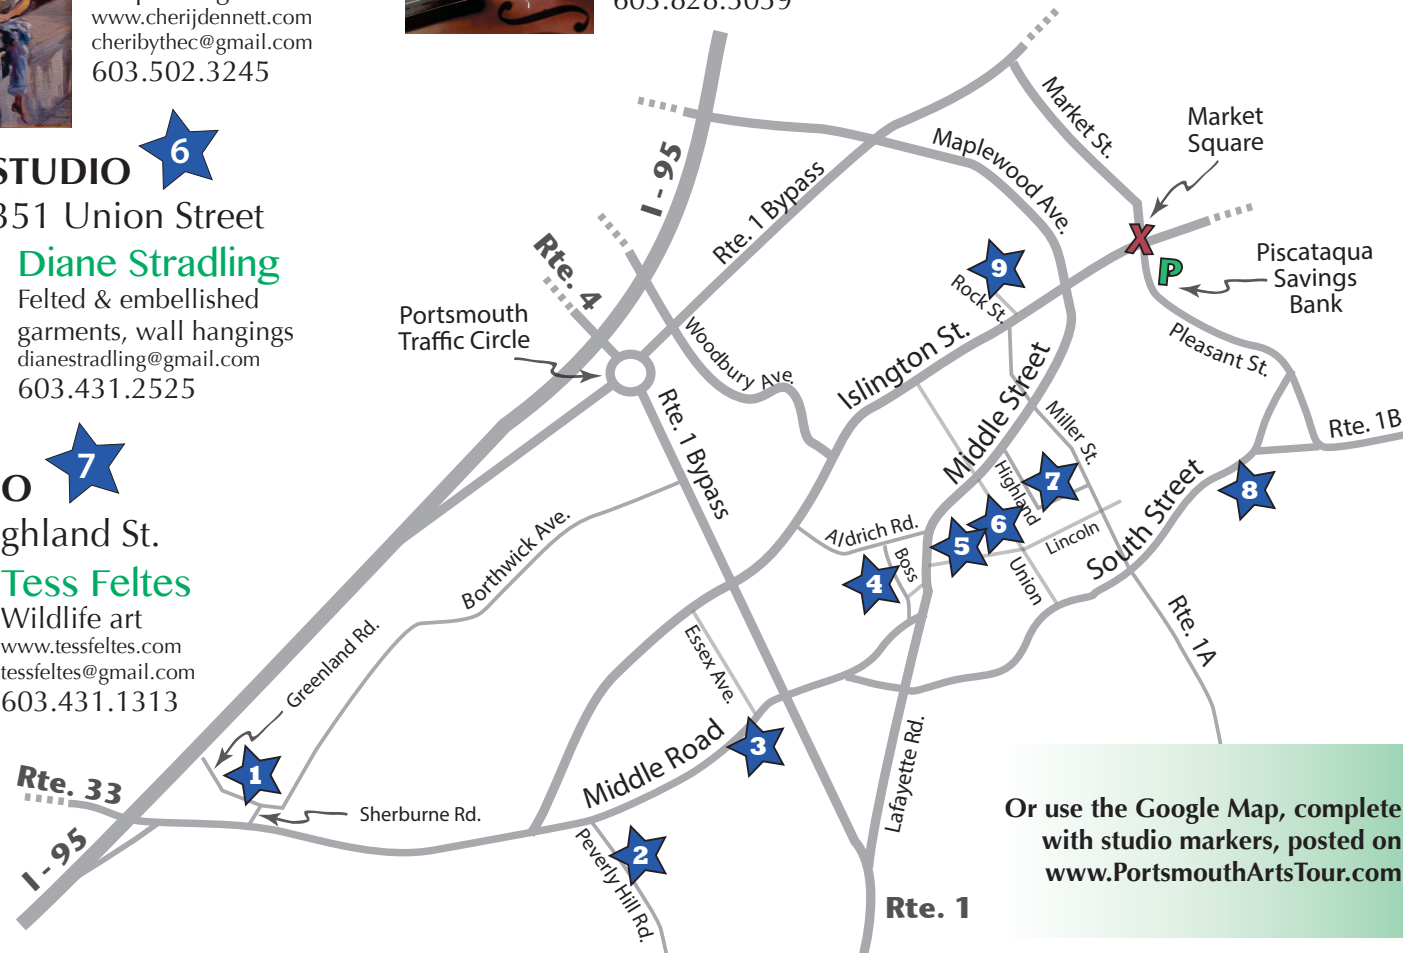 www.cherijdennett.com
cheribythec@gmail.com
603.502.3245
603.828.3039
STUDIO 6
351 Union Street
Diane Stradling
Felted & embellished
garments, wall hangings
dianestradling@gmail.com
603.431.2525
O 7
ghland St.
Tess Feltes
Wildlife art
www.tessfeltes.com
tessfeltes@gmail.com
603.431.1313
I - 95
Rte. 4
Portsmouth
Traffic Circle
Rte. 1 Bypass
Maplewood Ave.
Market St.
Market
Square
X
P
Piscataqua
Savings
Bank
9
Rock St.
Woodbury Ave.
Islington St.
Middle Street
Pleasant St.
Rte. 1B
Miller St.
Rte. 1 Bypass
Highland
7
8
6
5
Aldrich Rd.
Boss
4
Lincoln
Union
South Street
Borthwick Ave.
Rte. 1A
Essex Ave.
Greenland Rd.
1
Rte. 33
I - 95
Sherburne Rd.
Middle Road
3
Lafayette Rd.
2
Peverly Hill Rd.
Rte. 1
Or use the Google Map, complete
with studio markers, posted on
www.PortsmouthArtsTour.com